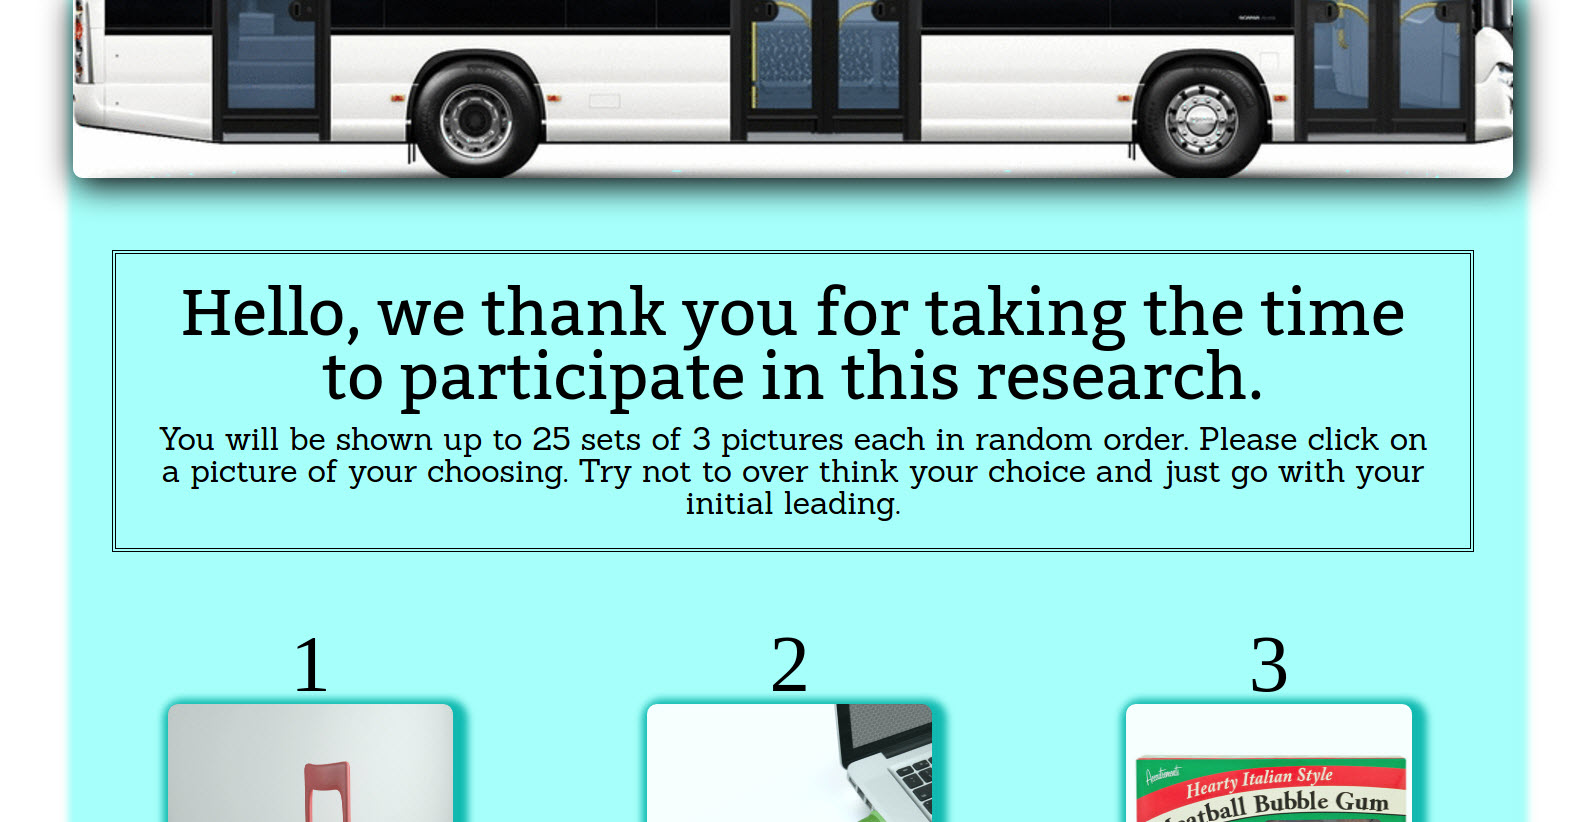 SCANIA
Hello, we thank you for taking the time
to participate in this research.
You will be shown up to 25 sets of 3 pictures each in random order. Please click on
a picture of your choosing. Try not to over think your choice and just go with your
initial leading.
1
2
3
Accoutrements
Hearty Italian Style
Bubble Gum